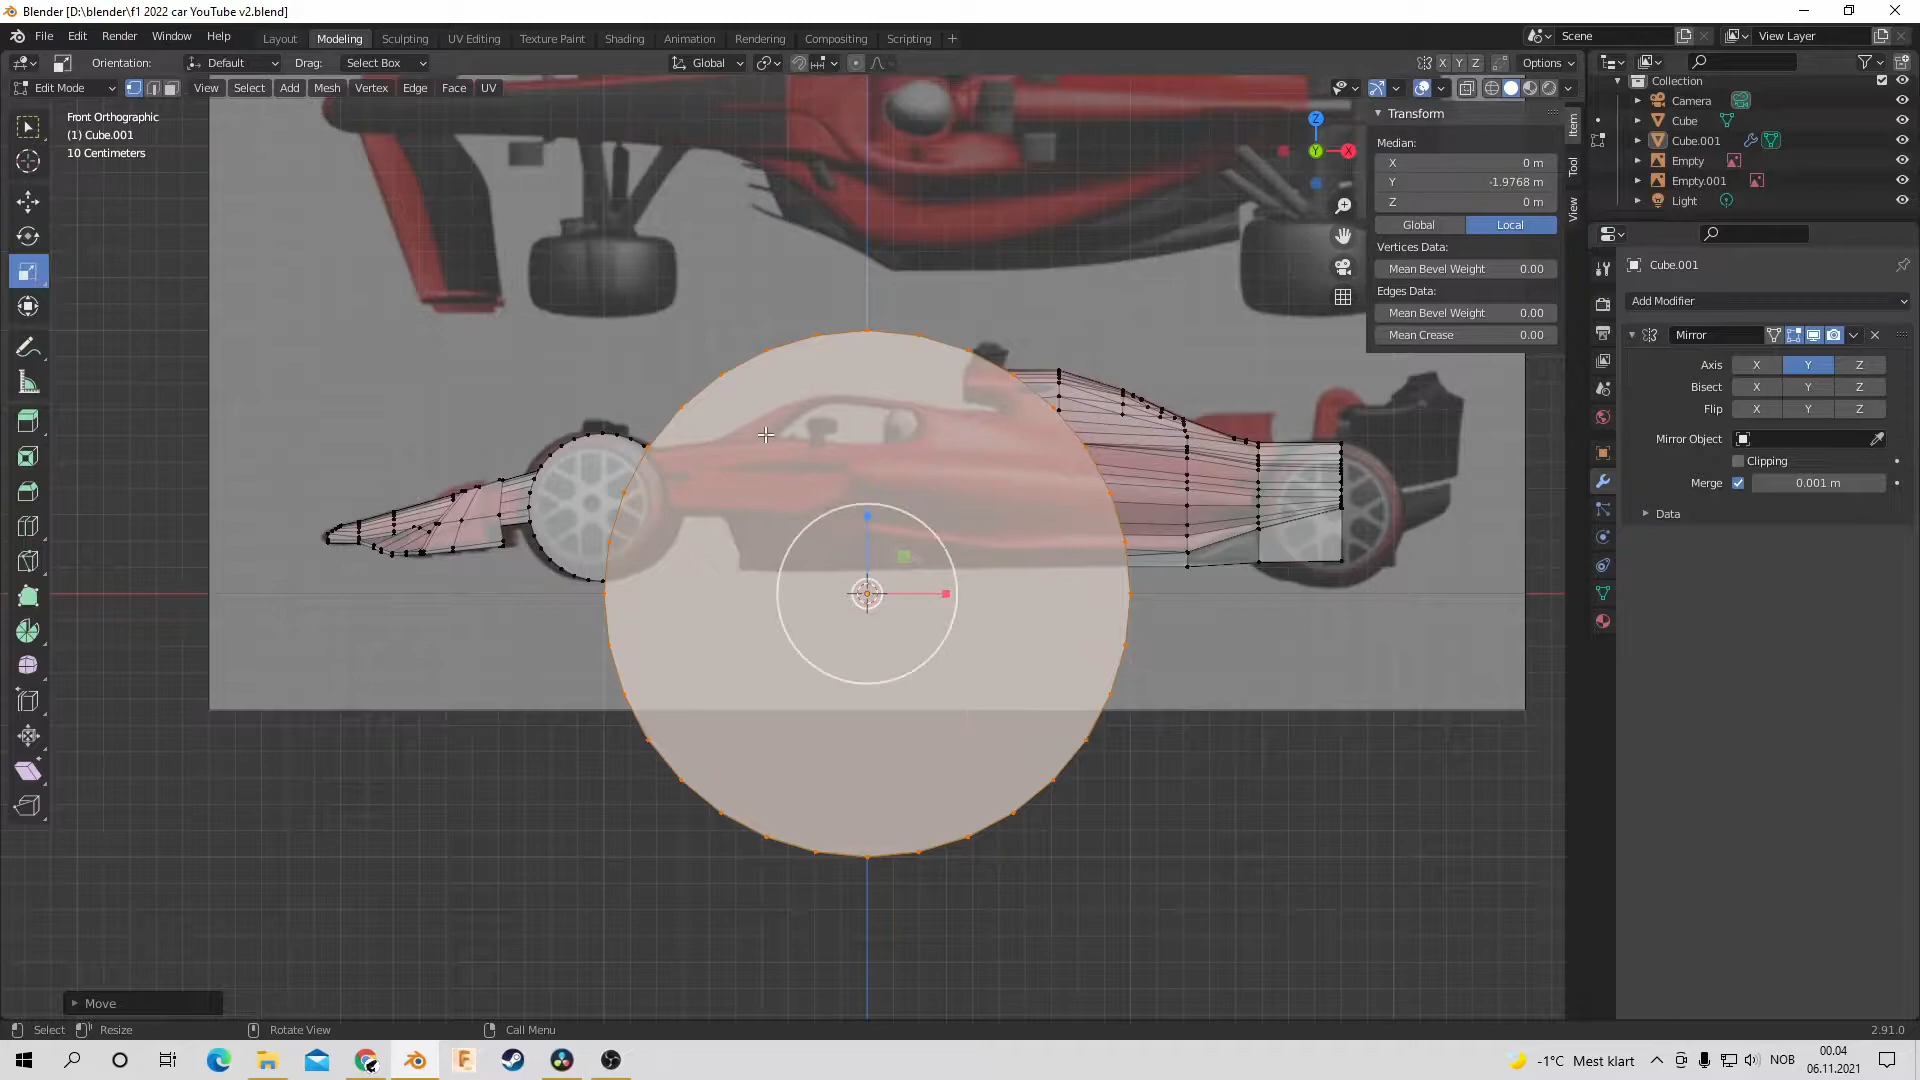 Blender [D:\blender\f1 2022 car YouTube v2.blend]
File Edit Render Window Help Layout Modeling Sculpting UV Editing Texture Paint Shading Animation Rendering Compositing Scripting + Scene View Layer
Orientation: Default Drag: Select Box Global X Y Z Options
Edit Mode View Select Add Mesh Vertex Edge Face UV
Front Orthographic
(1) Cube.001
10 Centimeters
Z
Y
X
Transform
Median:
X 0 m
Y -1.9768 m
Z 0 m
Global Local
Vertices Data:
Mean Bevel Weight 0.00
Edges Data:
Mean Bevel Weight 0.00
Mean Crease 0.00
Item
Tool
View
Collection
Camera
Cube
Cube.001
Empty
Empty.001
Light
Cube.001
Add Modifier
Mirror
Axis X Y Z
Bisect X Y Z
Flip X Y Z
Mirror Object
Clipping
Merge 0.001 m
Data
Move
Select Resize Rotate View Call Menu 2.91.0
-1°C Mest klart NOB 00.04
06.11.2021